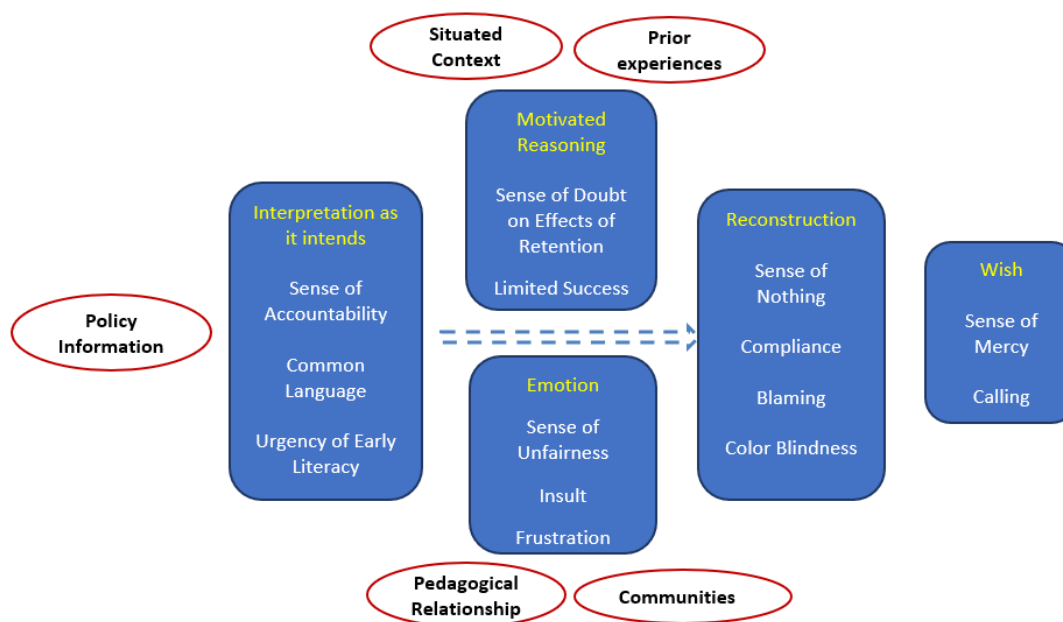 Situated
Context
Prior
experiences
Policy
Information
Interpretation as
it intends
Sense of
Accountability
Common
Language
Urgency of Early
Literacy
Motivated
Reasoning
Sense of Doubt
on Effects of
Retention
Limited Success
Emotion
Sense of
Unfairness
Insult
Frustration
Reconstruction
Sense of
Nothing
Compliance
Blaming
Color Blindness
Wish
Sense of
Mercy
Calling
Pedagogical
Relationship
Communities